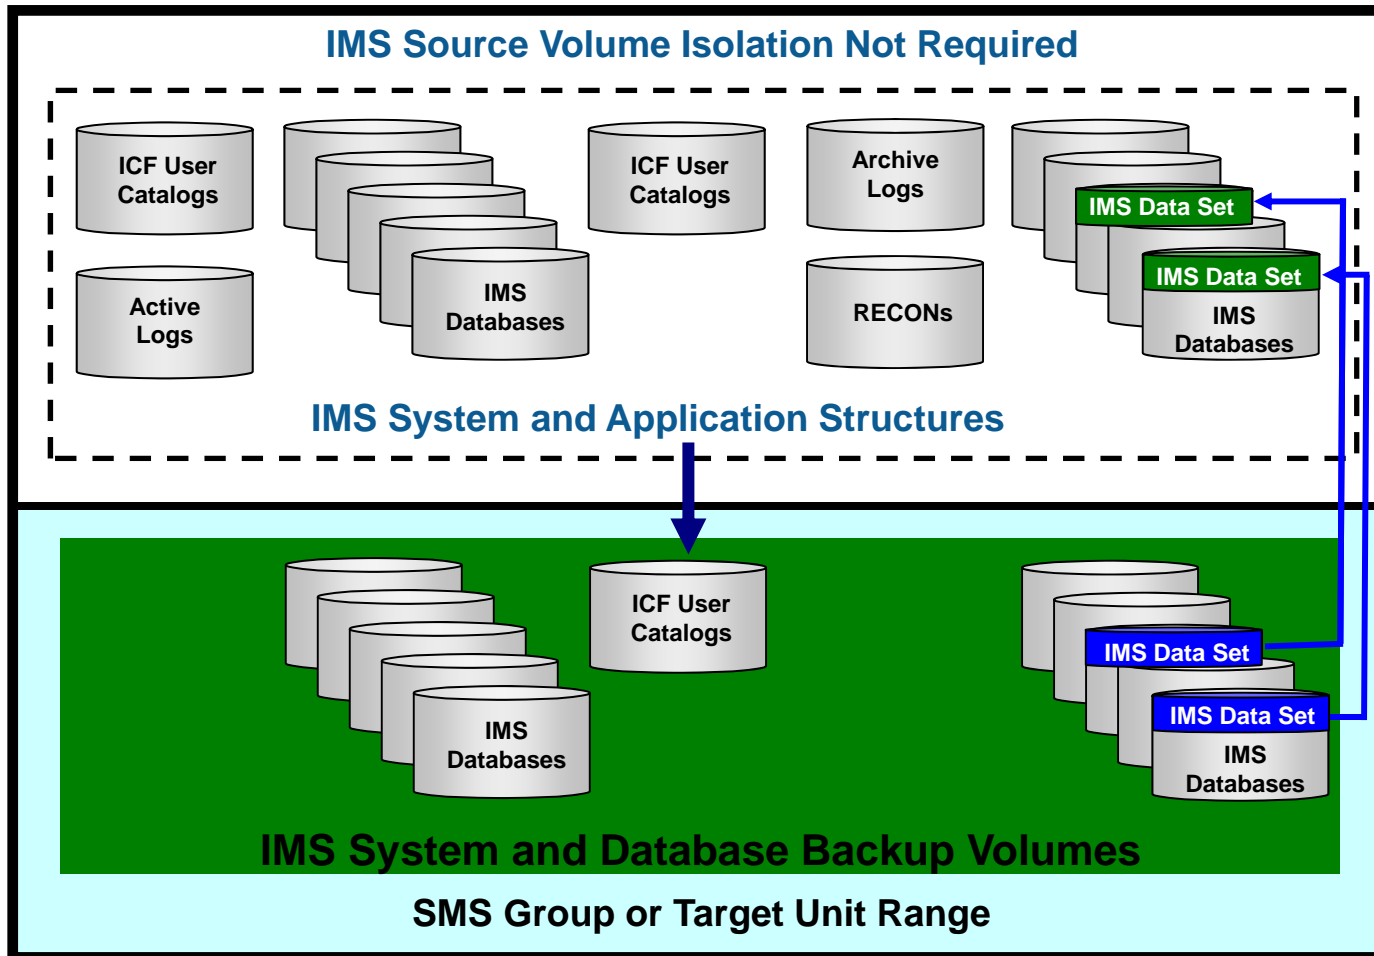 IMS Source Volume Isolation Not Required
ICF User
Catalogs
ICF User
Catalogs
Archive
Logs
IMS Data Set
IMS Data Set
Active
Logs
IMS
Databases
RECONs
IMS
Databases
IMS System and Application Structures
ICF User
Catalogs
IMS Data Set
IMS Data Set
IMS
Databases
IMS
Databases
IMS System and Database Backup Volumes
SMS Group or Target Unit Range